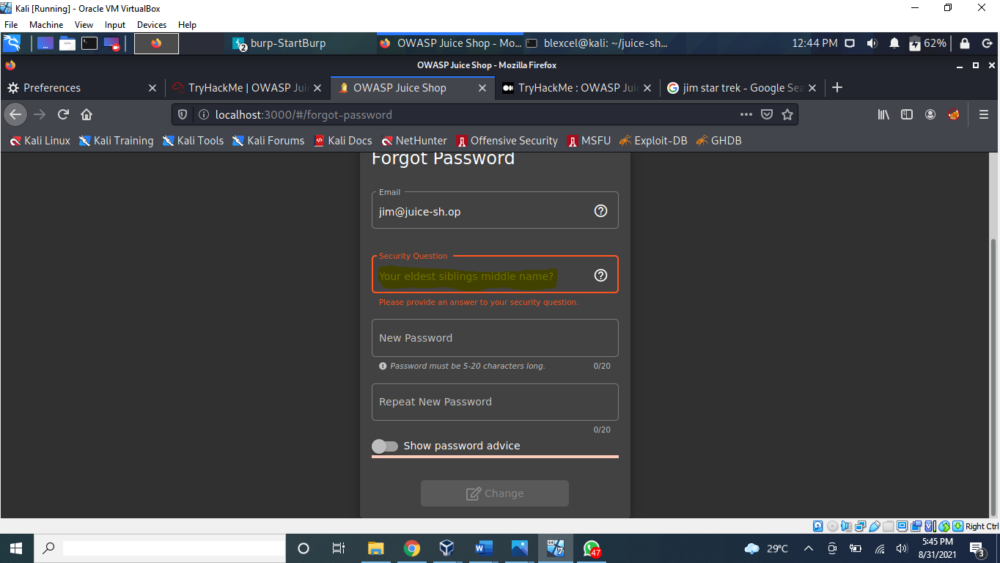 Kali [Running] - Oracle VM VirtualBox
File Machine View Input Devices Help
2 burp-StartBurp OWASP Juice Shop - Mo... blexcel@kali: ~/juice-sh... 12:44 PM 62%
OWASP Juice Shop - Mozilla Firefox
Preferences TryHackMe | OWASP Jui OWASP Juice Shop TryHackMe : OWASP Jui jim star trek - Google Sea
localhost:3000/#/forgot-password
Kali Linux Kali Training Kali Tools Kali Forums Kali Docs NetHunter Offensive Security MSFU Exploit-DB GHDB
Forgot Password
Email
jim@juice-sh.op
Security Question
Your eldest siblings middle name?
Please provide an answer to your security question.
New Password
Password must be 5-20 characters long. 0/20
Repeat New Password
0/20
Show password advice
Change
Right Ctrl
47 29°C 5:45 PM
8/31/2021 3